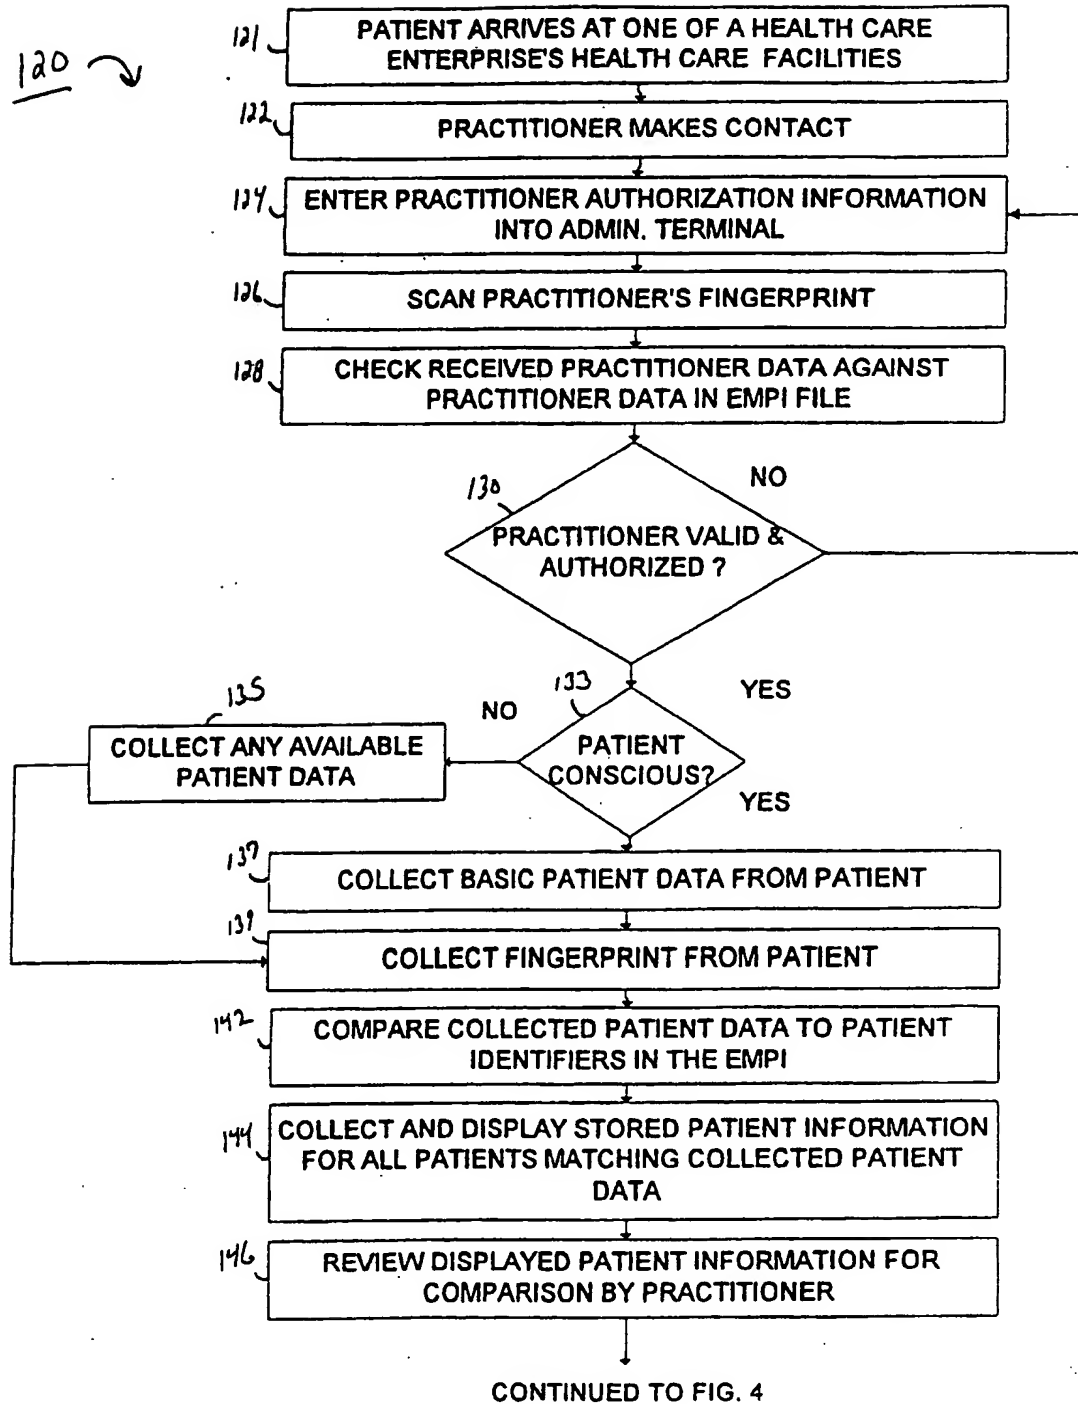 120
121
PATIENT ARRIVES AT ONE OF A HEALTH CARE
ENTERPRISE'S HEALTH CARE FACILITIES
122
PRACTITIONER MAKES CONTACT
124
ENTER PRACTITIONER AUTHORIZATION INFORMATION
INTO ADMIN. TERMINAL
126
SCAN PRACTITIONER'S FINGERPRINT
128
CHECK RECEIVED PRACTITIONER DATA AGAINST
PRACTITIONER DATA IN EMPI FILE
NO
130
PRACTITIONER VALID &
AUTHORIZED ?
YES
133
NO
135
COLLECT ANY AVAILABLE
PATIENT DATA
PATIENT
CONSCIOUS?
YES
137
COLLECT BASIC PATIENT DATA FROM PATIENT
139
COLLECT FINGERPRINT FROM PATIENT
142
COMPARE COLLECTED PATIENT DATA TO PATIENT
IDENTIFIERS IN THE EMPI
144
COLLECT AND DISPLAY STORED PATIENT INFORMATION
FOR ALL PATIENTS MATCHING COLLECTED PATIENT
DATA
146
REVIEW DISPLAYED PATIENT INFORMATION FOR
COMPARISON BY PRACTITIONER
CONTINUED TO FIG. 4